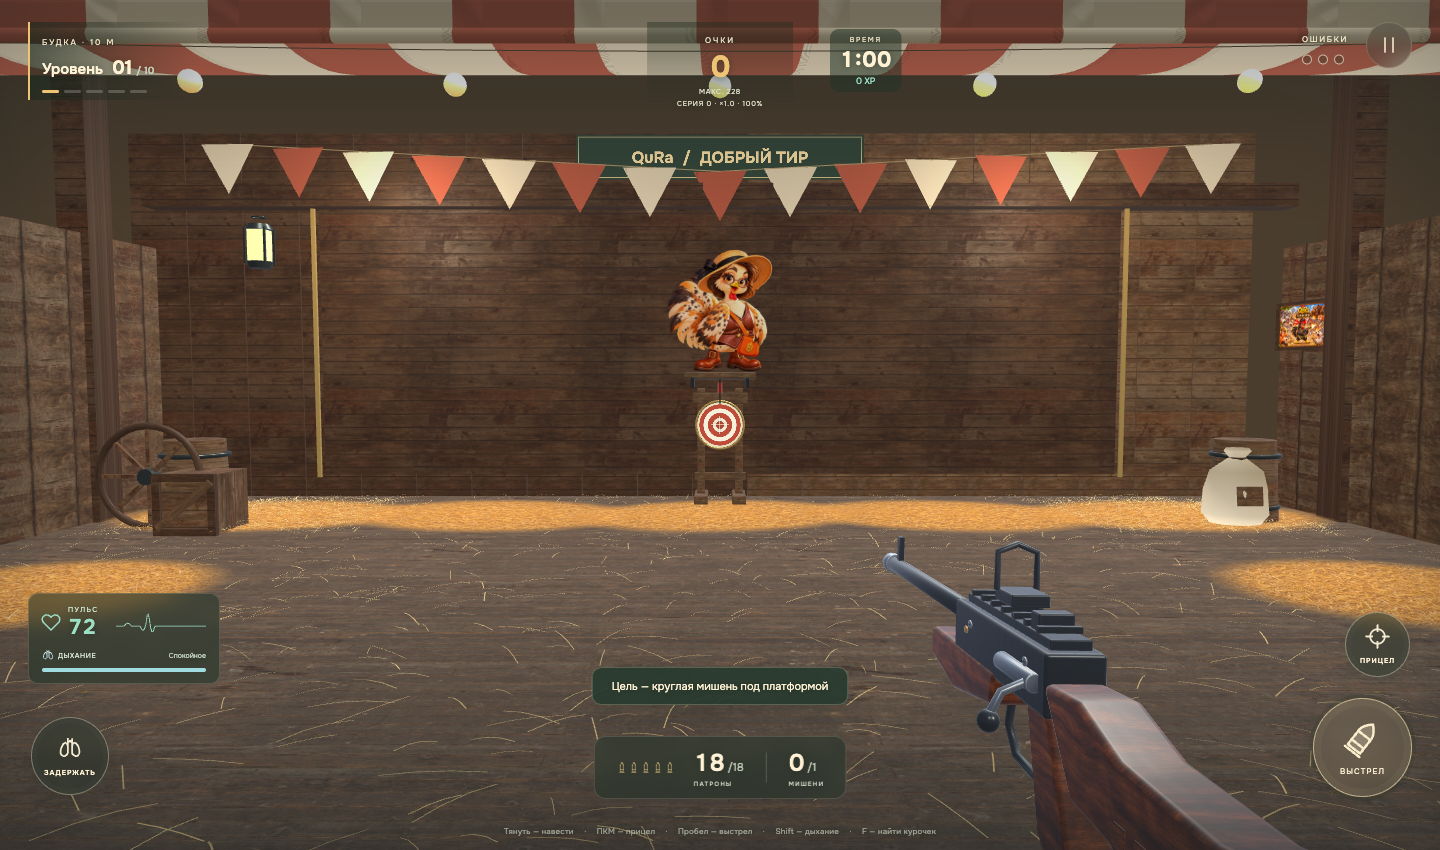 БУДКА · 10 М
Уровень 01 / 10
ОЧКИ
0
МАКС. 228
СЕРИЯ 0 · ×1.0 · 100%
ВРЕМЯ
1:00
0 XP
ОШИБКИ
QuRa / ДОБРЫЙ ТИР
ПУЛЬС
72
ДЫХАНИЕ
Спокойное
ЗАДЕРЖАТЬ
Цель — круглая мишень под платформой
18 /18
ПАТРОНЫ
0 /1
МИШЕНИ
ПРИЦЕЛ
ВЫСТРЕЛ
Тянуть — навести · ПКМ — прицел · Пробел — выстрел · Shift — дыхание · F — найти курочек